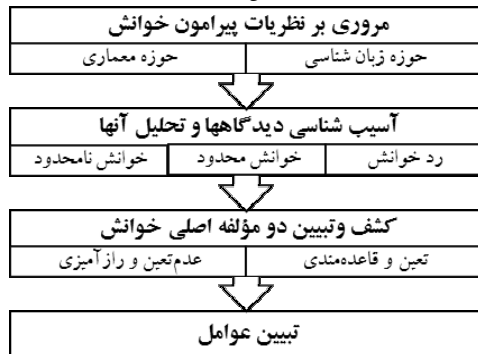 مروری بر نظریات پیرامون خوانش
حوزه زبان شناسی
حوزه معماری
آسیب شناسی دیدگاهها و تحلیل آنها
رد خوانش
خوانش محدود
خوانش نامحدود
کشف وتبیین دو مؤلفه اصلی خوانش
تعین و قاعده‌مندی
عدم‌تعین و رازآمیزی
تبیین عوامل